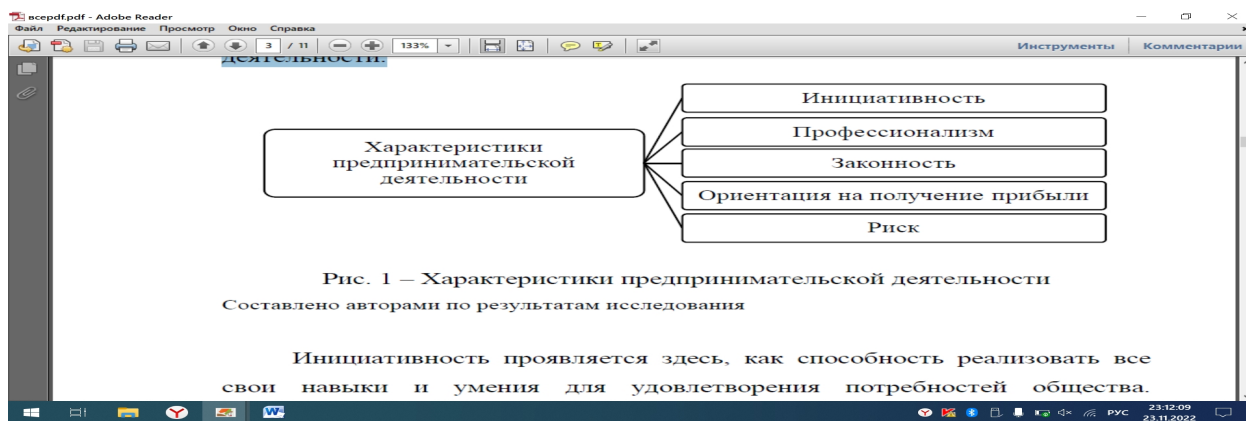 всеpdf.pdf - Adobe Reader
Файл Редактирование Просмотр Окно Справка
3 / 11 133% Инструменты Комментарии
деятельности.
Инициативность
Профессионализм
Характеристики
предпринимательской
деятельности
Законность
Ориентация на получение прибыли
Риск
Рис. 1 – Характеристики предпринимательской деятельности
Составлено авторами по результатам исследования
Инициативность проявляется здесь, как способность реализовать все
свои навыки и умения для удовлетворения потребностей общества.
РУС
23:12:09
23.11.2022